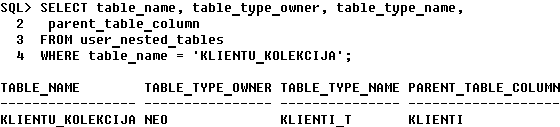 SQL> SELECT table_name, table_type_owner, table_type_name,
  2   parent_table_column
  3  FROM user_nested_tables
  4  WHERE table_name = 'KLIENTU_KOLEKCIJA';
TABLE_NAME        TABLE_TYPE_OWNER TABLE_TYPE_NAME PARENT_TABLE_COLUMN
----------------- ---------------- --------------- -------------------
KLIENTU_KOLEKCIJA NEO              KLIENTI_T       KLIENTI